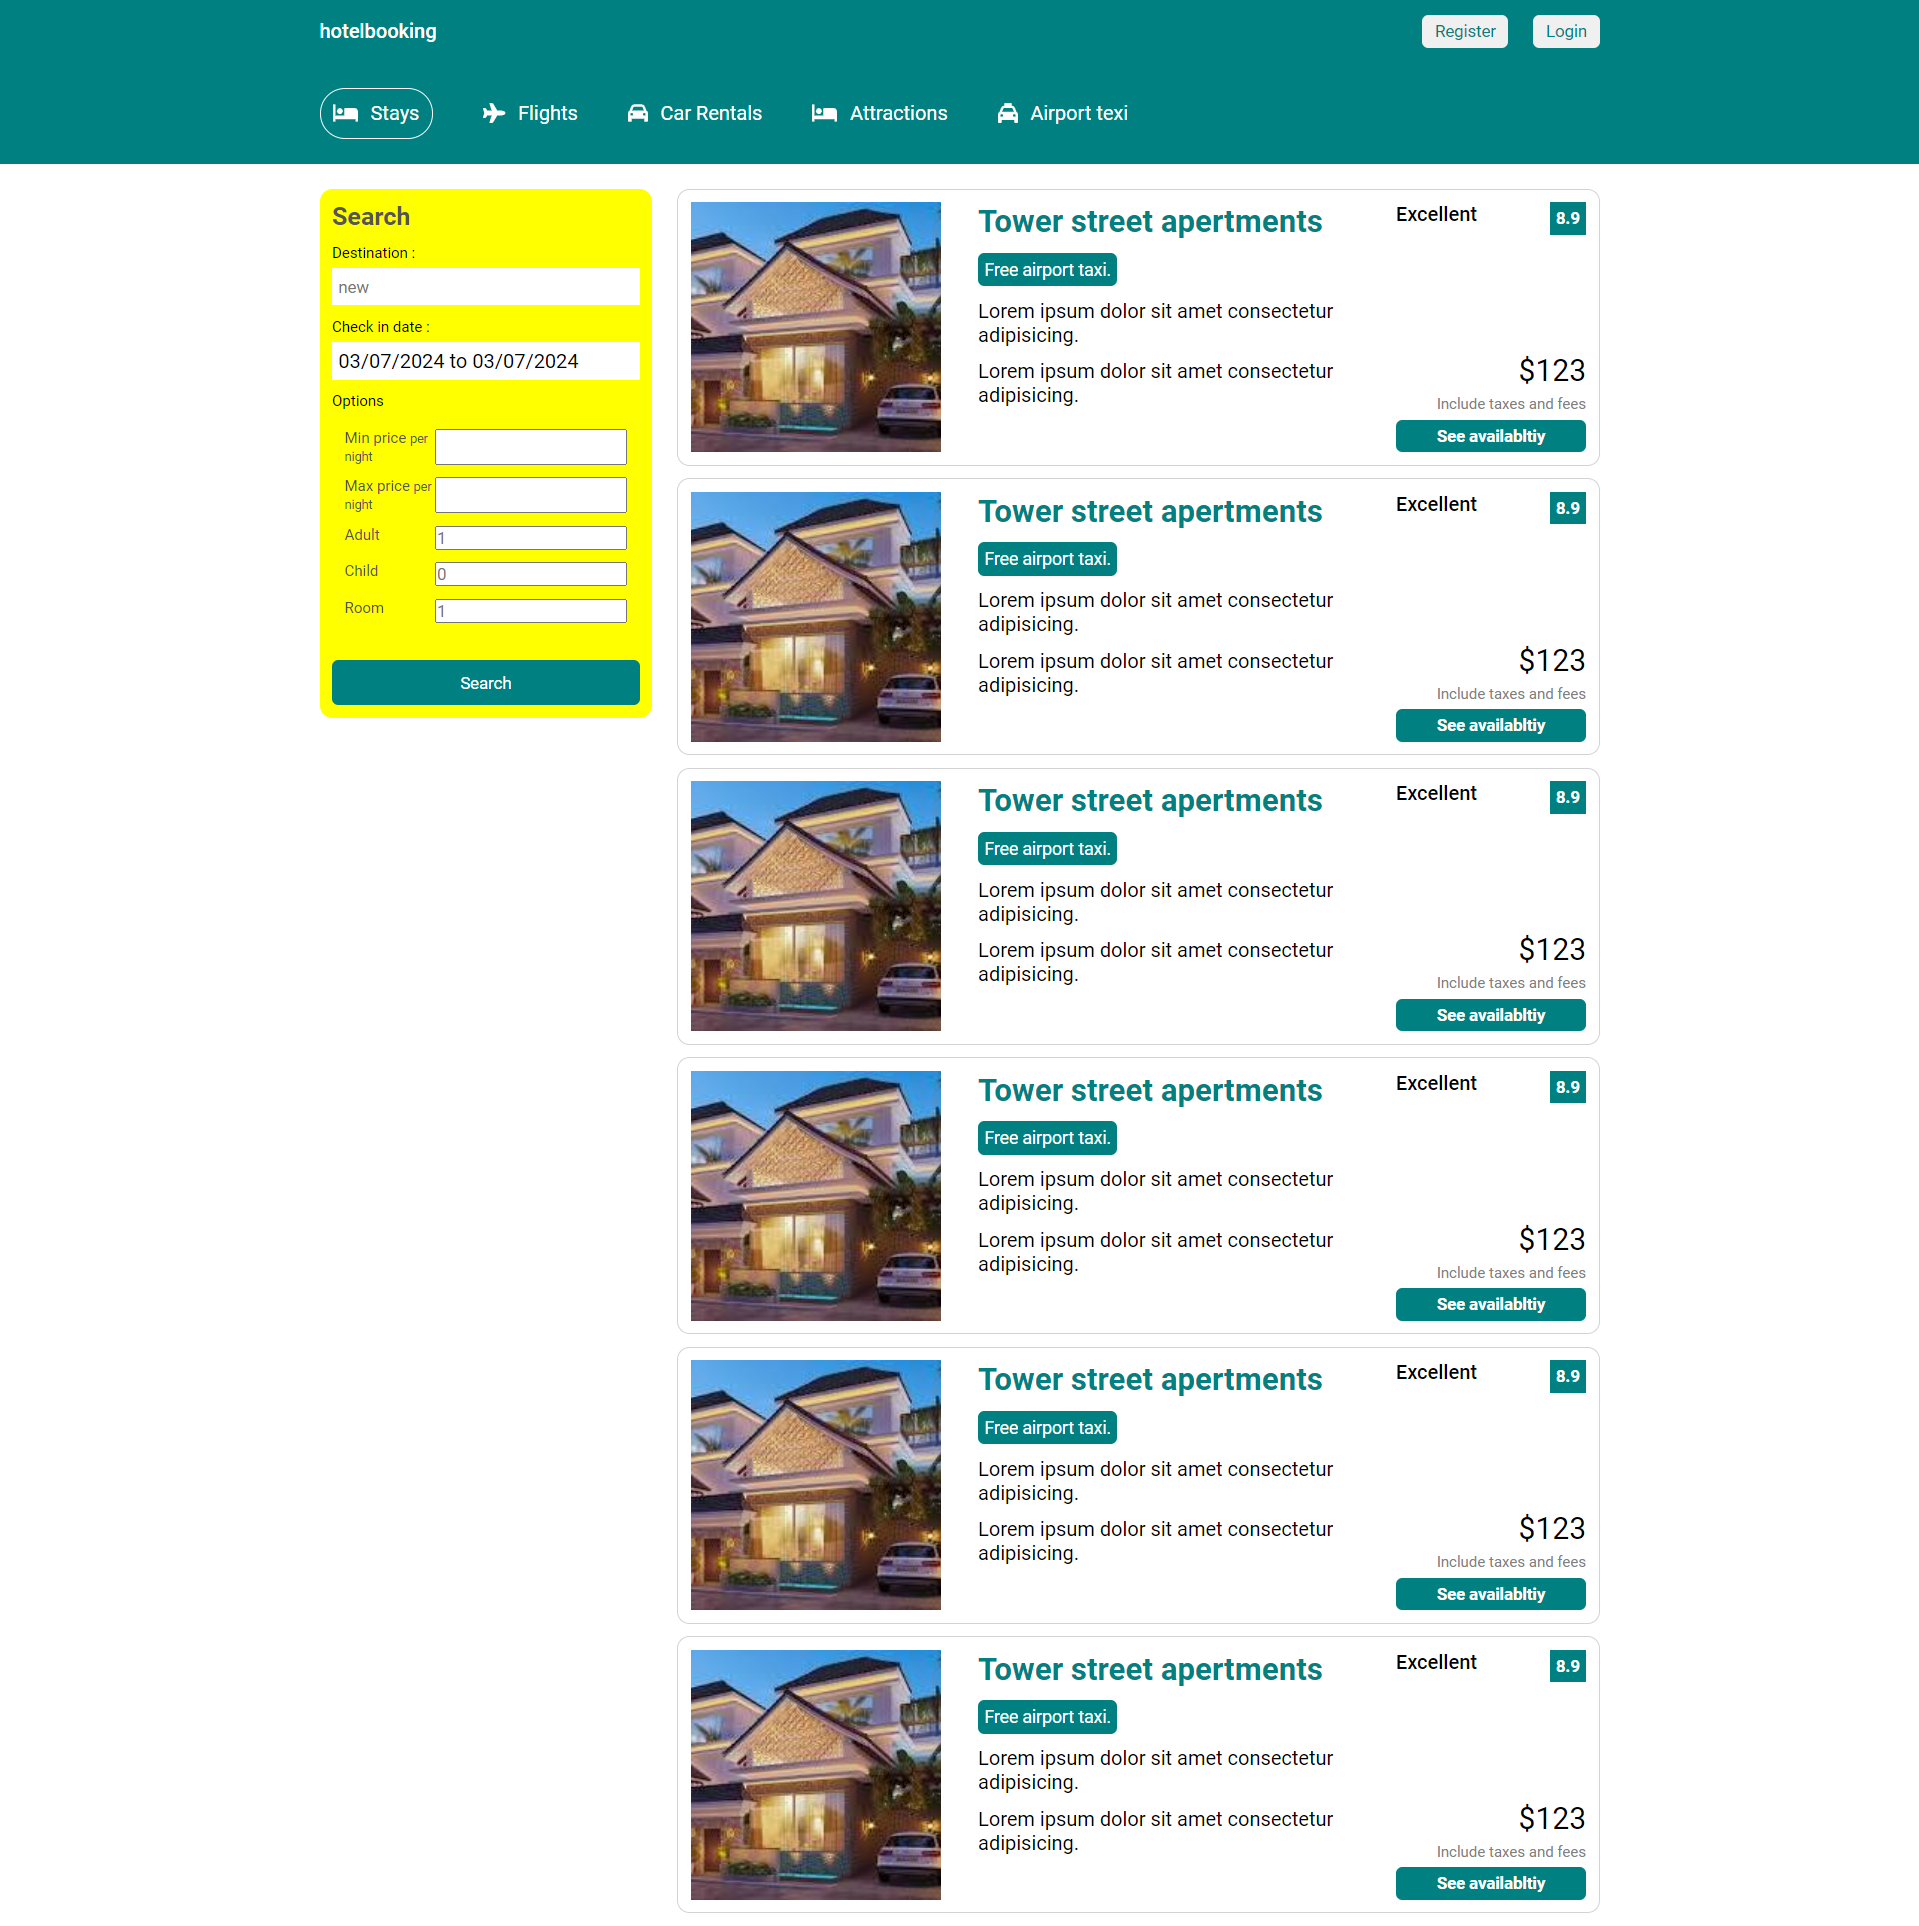 hotelbooking
Register
Login
Stays
Flights
Car Rentals
Attractions
Airport texi
Search
Destination :
new
Check in date :
03/07/2024 to 03/07/2024
Options
Min price per
night
Max price per
night
Adult
1
Child
0
Room
1
Search
Tower street apertments
Free airport taxi.
Lorem ipsum dolor sit amet consectetur
adipisicing.
Lorem ipsum dolor sit amet consectetur
adipisicing.
Excellent
8.9
$123
Include taxes and fees
See availabltiy
Tower street apertments
Free airport taxi.
Lorem ipsum dolor sit amet consectetur
adipisicing.
Lorem ipsum dolor sit amet consectetur
adipisicing.
Excellent
8.9
$123
Include taxes and fees
See availabltiy
Tower street apertments
Free airport taxi.
Lorem ipsum dolor sit amet consectetur
adipisicing.
Lorem ipsum dolor sit amet consectetur
adipisicing.
Excellent
8.9
$123
Include taxes and fees
See availabltiy
Tower street apertments
Free airport taxi.
Lorem ipsum dolor sit amet consectetur
adipisicing.
Lorem ipsum dolor sit amet consectetur
adipisicing.
Excellent
8.9
$123
Include taxes and fees
See availabltiy
Tower street apertments
Free airport taxi.
Lorem ipsum dolor sit amet consectetur
adipisicing.
Lorem ipsum dolor sit amet consectetur
adipisicing.
Excellent
8.9
$123
Include taxes and fees
See availabltiy
Tower street apertments
Free airport taxi.
Lorem ipsum dolor sit amet consectetur
adipisicing.
Lorem ipsum dolor sit amet consectetur
adipisicing.
Excellent
8.9
$123
Include taxes and fees
See availabltiy